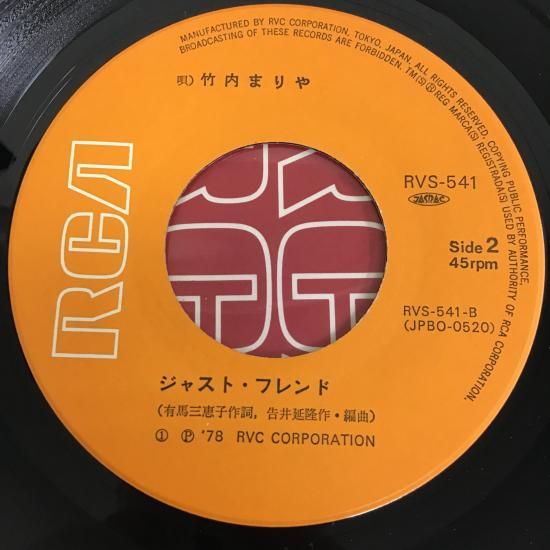 MANUFACTURED BY RVC CORPORATION, TOKYO, JAPAN, ALL RIGHTS RESERVED, COPYING PUBLIC PERFORMANCE,
BROADCASTING OF THESE RECORDS ARE FORBIDDEN. TM(S)® REG MARCA(S) REGISTRADA(S) USED BY AUTHORITY OF RCA CORPORATION.
唄) 竹内まりや
RCA
RVS-541
JASRAC
Side 2
45rpm
RVS-541-B
(JPBO-0520)
ジャスト・フレンド
(有馬三恵子作詞, 告井延隆作・編曲)
① Ⓟ '78 RVC CORPORATION